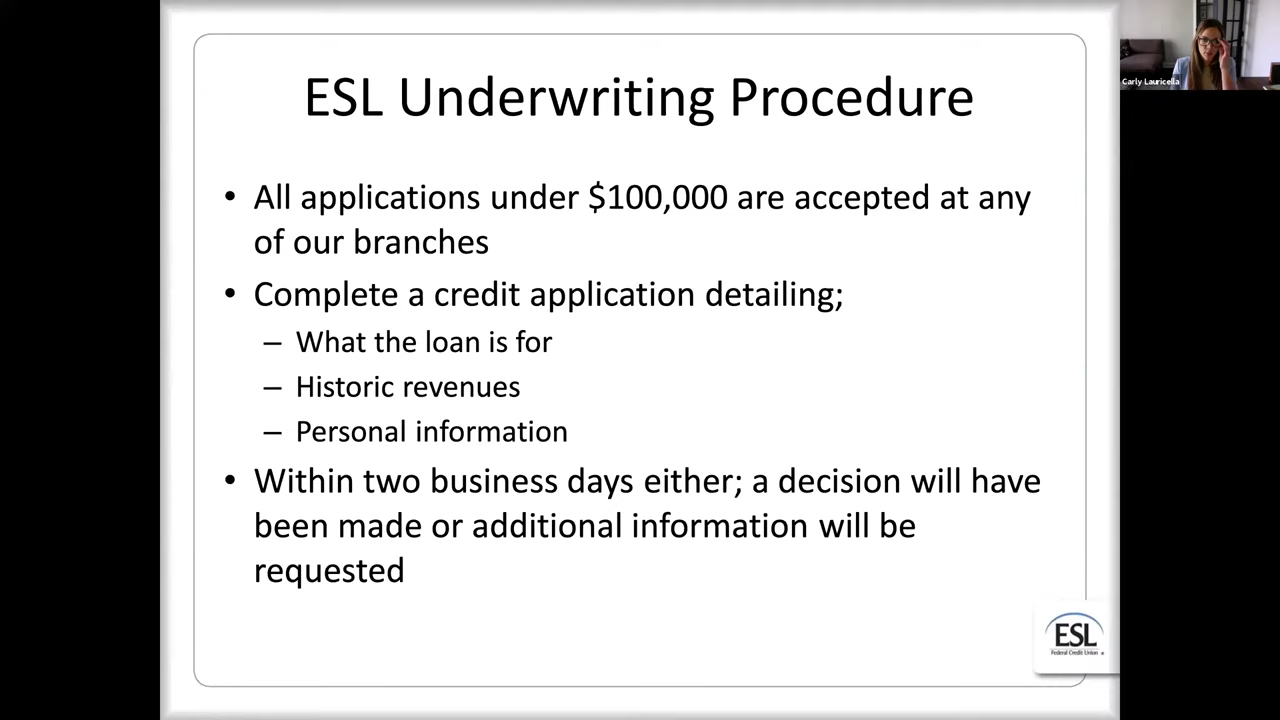 ESL Underwriting Procedure
• All applications under $100,000 are accepted at any
of our branches
• Complete a credit application detailing;
– What the loan is for
– Historic revenues
– Personal information
• Within two business days either; a decision will have
been made or additional information will be
requested
ESL
Federal Credit Union
Carly Lauricella